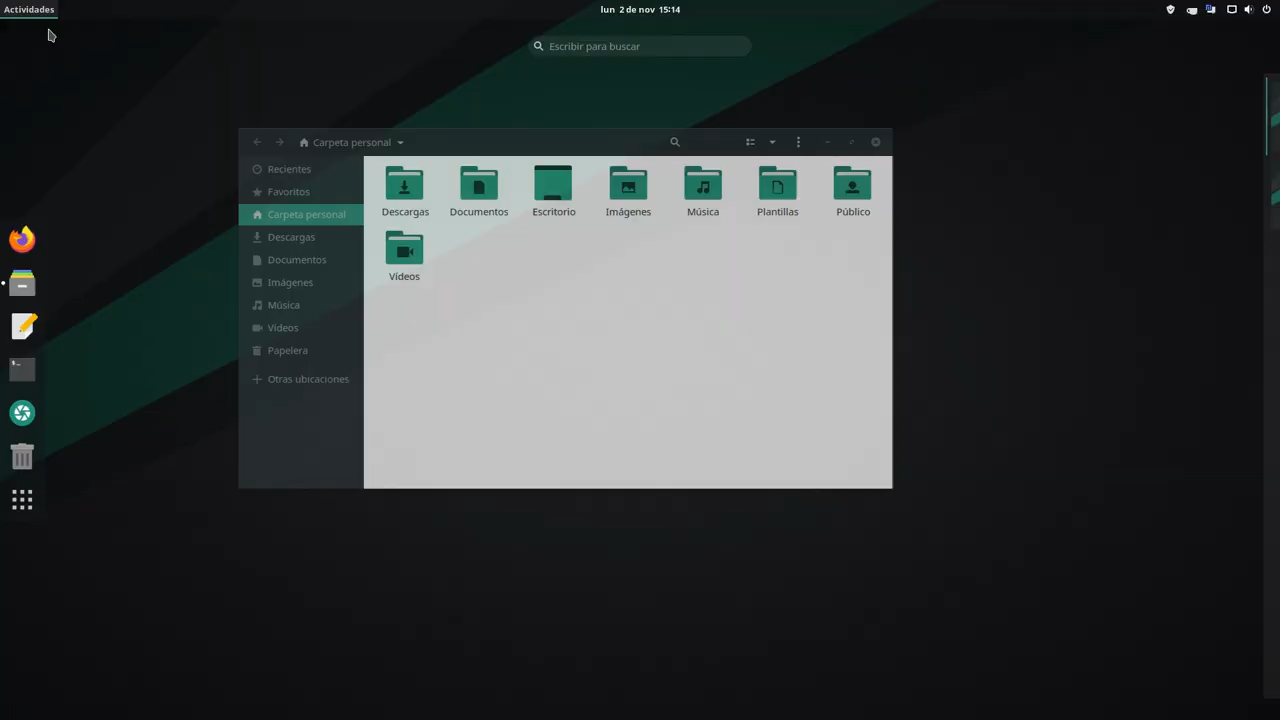 Actividades
lun 2 de nov 15:14
Escribir para buscar
Carpeta personal
Recientes
Favoritos
Carpeta personal
Descargas
Documentos
Imágenes
Música
Vídeos
Papelera
Otras ubicaciones
Descargas Documentos Escritorio Imágenes Música Plantillas Público
Vídeos